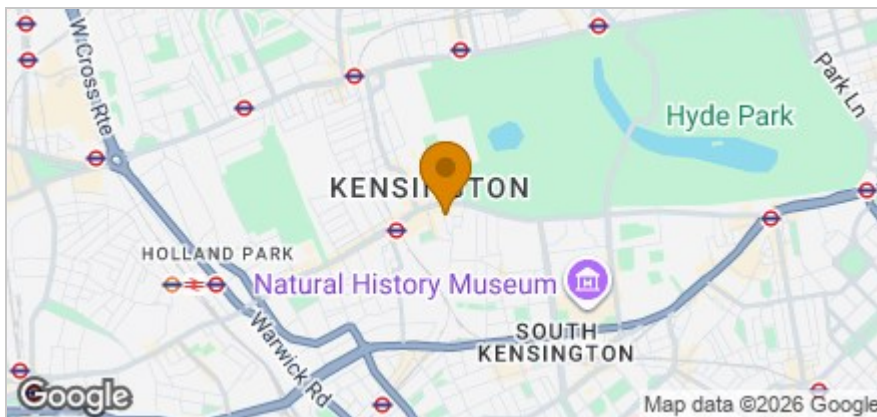 W Cross Rte
Park Ln
Hyde Park
KENSINGTON
HOLLAND PARK
Natural History Museum
SOUTH
KENSINGTON
Warwick Rd
Google
Map data ©2026 Google